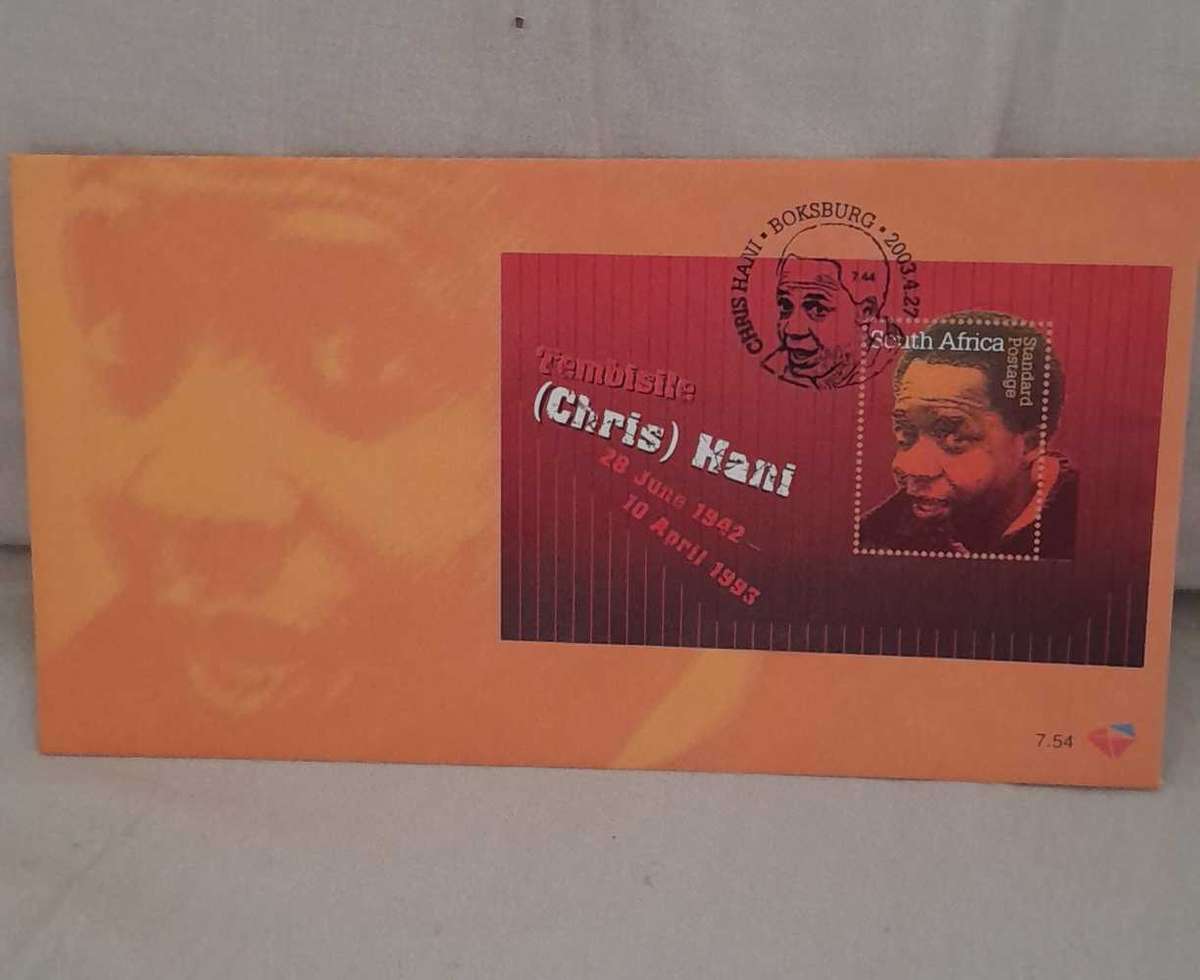 CHRIS HANI • BOKSBURG • 2003.4.27
7.44
South Africa
Standard
Postage
Tembisile
(Chris) Hani
28 June 1942 –
10 April 1993
7.54